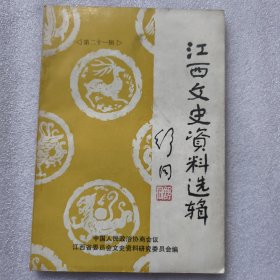 ◁第二十一辑▷
江西文史資料选辑
舒同
中国人民政治协商会议
江西省委员会文史资料研究委员会编